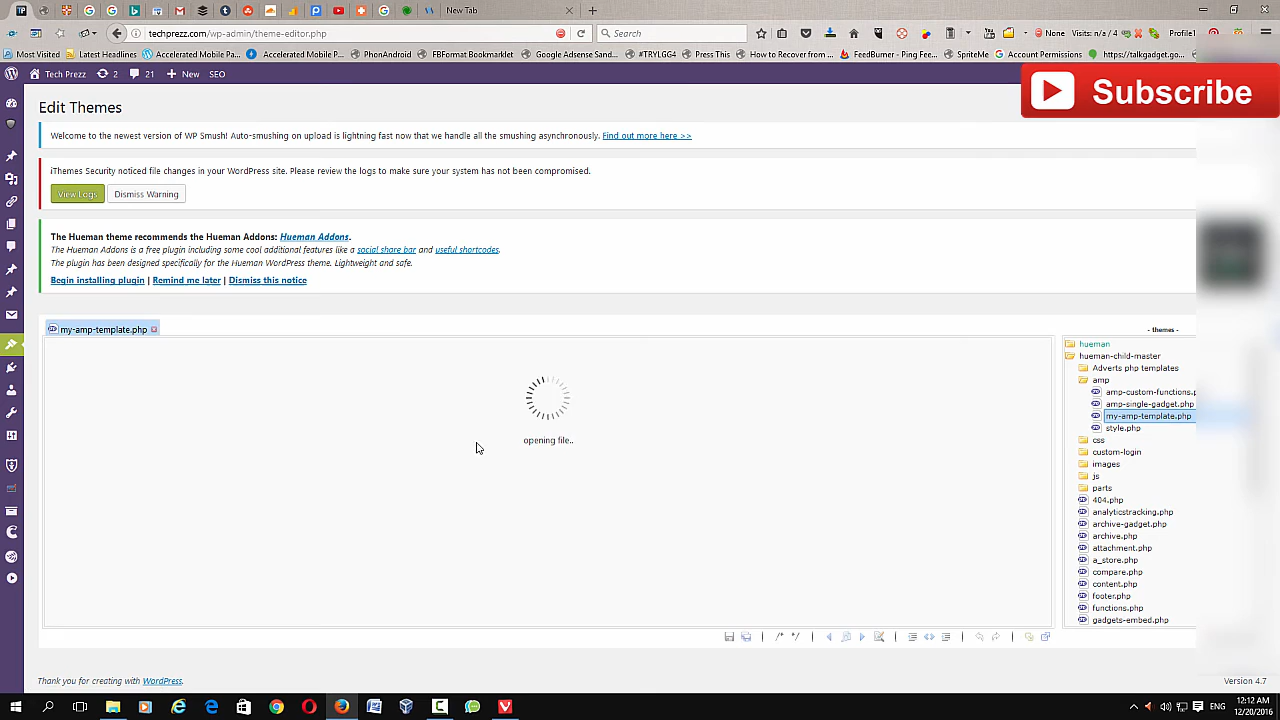 New Tab
techprezz.com/wp-admin/theme-editor.php
Search
None Visits: n/a / 4
Profile1
Most Visited Latest Headlines Accelerated Mobile P... Accelerated Mobile P... PhonAndroid FBFormat Bookmarklet Google Adsense Send... #TRYLGG4 Press This How to Recover from ... FeedBurner - Ping Fee... SpriteMe Account Permissions https://talkgadget.go...
Tech Prezz 2 21 New SEO
Subscribe
Edit Themes
Welcome to the newest version of WP Smush! Auto-smushing on upload is lightning fast now that we handle all the smushing asynchronously. Find out more here >>
iThemes Security noticed file changes in your WordPress site. Please review the logs to make sure your system has not been compromised.
View Logs Dismiss Warning
The Hueman theme recommends the Hueman Addons: Hueman Addons.
The Hueman Addons is a free plugin including some cool additional features like a social share bar and useful shortcodes.
The plugin has been designed specifically for the Hueman WordPress theme. Lightweight and safe.
Begin installing plugin | Remind me later | Dismiss this notice
my-amp-template.php
opening file..
- themes -
hueman
hueman-child-master
Adverts php templates
amp
amp-custom-functions.p
amp-single-gadget.php
my-amp-template.php
style.php
css
custom-login
images
js
parts
404.php
analyticstracking.php
archive-gadget.php
archive.php
attachment.php
a_store.php
compare.php
content.php
footer.php
functions.php
gadgets-embed.php
Thank you for creating with WordPress.
Version 4.7
ENG
12:12 AM
12/20/2016